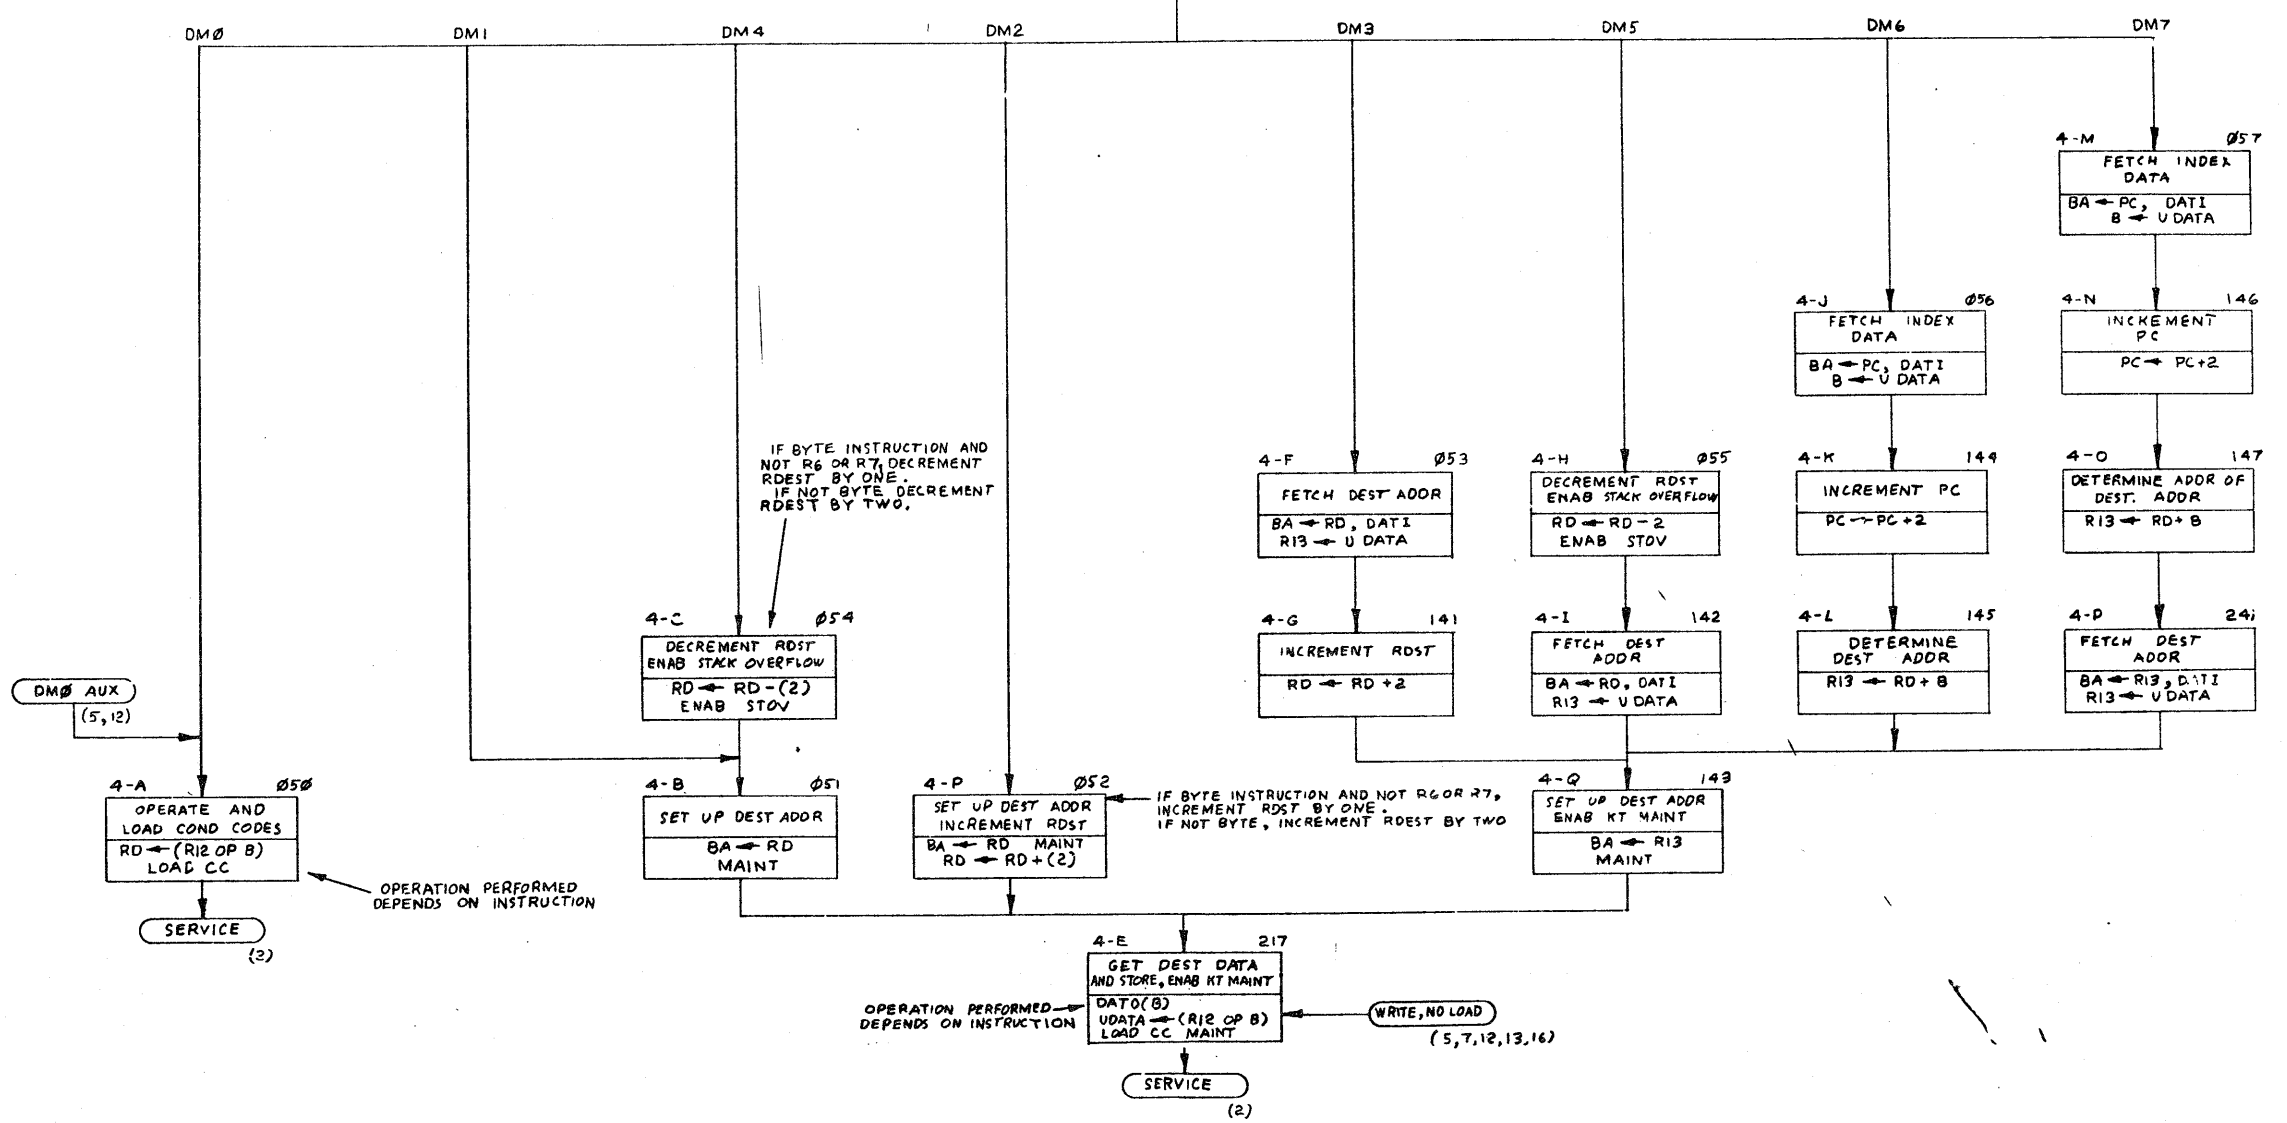 DMØ
DM1
DM4
DM2
DM3
DM5
DM6
DM7
4-M Ø57
FETCH INDEX
DATA
BA ← PC, DATI
B ← U DATA
4-J Ø56
FETCH INDEX
DATA
BA ← PC, DATI
B ← U DATA
4-N 146
INCREMENT
PC
PC ← PC+2
IF BYTE INSTRUCTION AND
NOT R6 OR R7, DECREMENT
RDEST BY ONE.
IF NOT BYTE DECREMENT
RDEST BY TWO.
4-F Ø53
FETCH DEST ADDR
BA ← RD, DATI
R13 ← U DATA
4-H Ø55
DECREMENT RDST
ENAB STACK OVERFLOW
RD ← RD-2
ENAB STOV
4-K 144
INCREMENT PC
PC ← PC+2
4-O 147
DETERMINE ADDR OF
DEST. ADDR
R13 ← RD+B
4-C Ø54
DECREMENT RDST
ENAB STACK OVERFLOW
RD ← RD-(2)
ENAB STOV
4-G 141
INCREMENT RDST
RD ← RD+2
4-I 142
FETCH DEST
ADDR
BA ← RD, DATI
R13 ← U DATA
4-L 145
DETERMINE
DEST ADDR
R13 ← RD+B
4-P 241
FETCH DEST
ADDR
BA ← R13, DATI
R13 ← U DATA
DMØ AUX
(5,12)
4-A Ø5Ø
OPERATE AND
LOAD COND CODES
RD ← (R12 OP B)
LOAD CC
OPERATION PERFORMED
DEPENDS ON INSTRUCTION
SERVICE
(2)
4-B Ø51
SET UP DEST ADDR
BA ← RD
MAINT
4-P Ø52
SET UP DEST ADDR
INCREMENT RDST
BA ← RD MAINT
RD ← RD+(2)
IF BYTE INSTRUCTION AND NOT R6 OR R7,
INCREMENT RDST BY ONE.
IF NOT BYTE, INCREMENT RDEST BY TWO
4-Q 143
SET UP DEST ADDR
ENAB KT MAINT
BA ← R13
MAINT
4-E 217
GET DEST DATA
AND STORE, ENAB KT MAINT
DATO(B)
UDATA ← (R12 OP B)
LOAD CC MAINT
OPERATION PERFORMED
DEPENDS ON INSTRUCTION
WRITE, NO LOAD
(5,7,12,13,16)
SERVICE
(2)